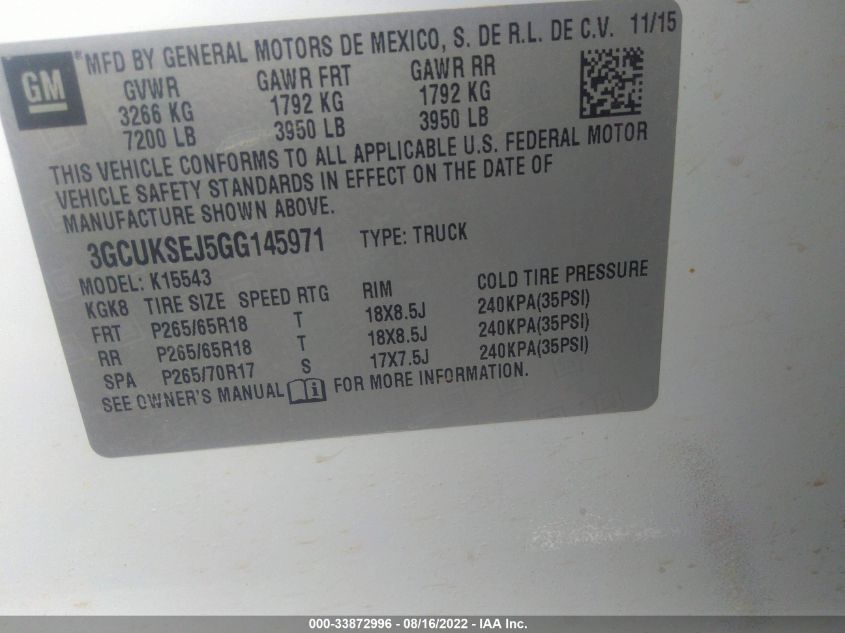 GM
® MFD BY GENERAL MOTORS DE MEXICO, S. DE R.L. DE C.V. 11/15
GVWR GAWR FRT GAWR RR
3266 KG 1792 KG 1792 KG
7200 LB 3950 LB 3950 LB
THIS VEHICLE CONFORMS TO ALL APPLICABLE U.S. FEDERAL MOTOR
VEHICLE SAFETY STANDARDS IN EFFECT ON THE DATE OF
MANUFACTURE SHOWN ABOVE.
3GCUKSEJ5GG145971 TYPE: TRUCK
MODEL: K15543
KGK8 TIRE SIZE SPEED RTG RIM COLD TIRE PRESSURE
FRT P265/65R18 T 18X8.5J 240KPA(35PSI)
RR P265/65R18 T 18X8.5J 240KPA(35PSI)
SPA P265/70R17 S 17X7.5J 240KPA(35PSI)
SEE OWNER'S MANUAL FOR MORE INFORMATION.
000-33872996 - 08/16/2022 - IAA Inc.